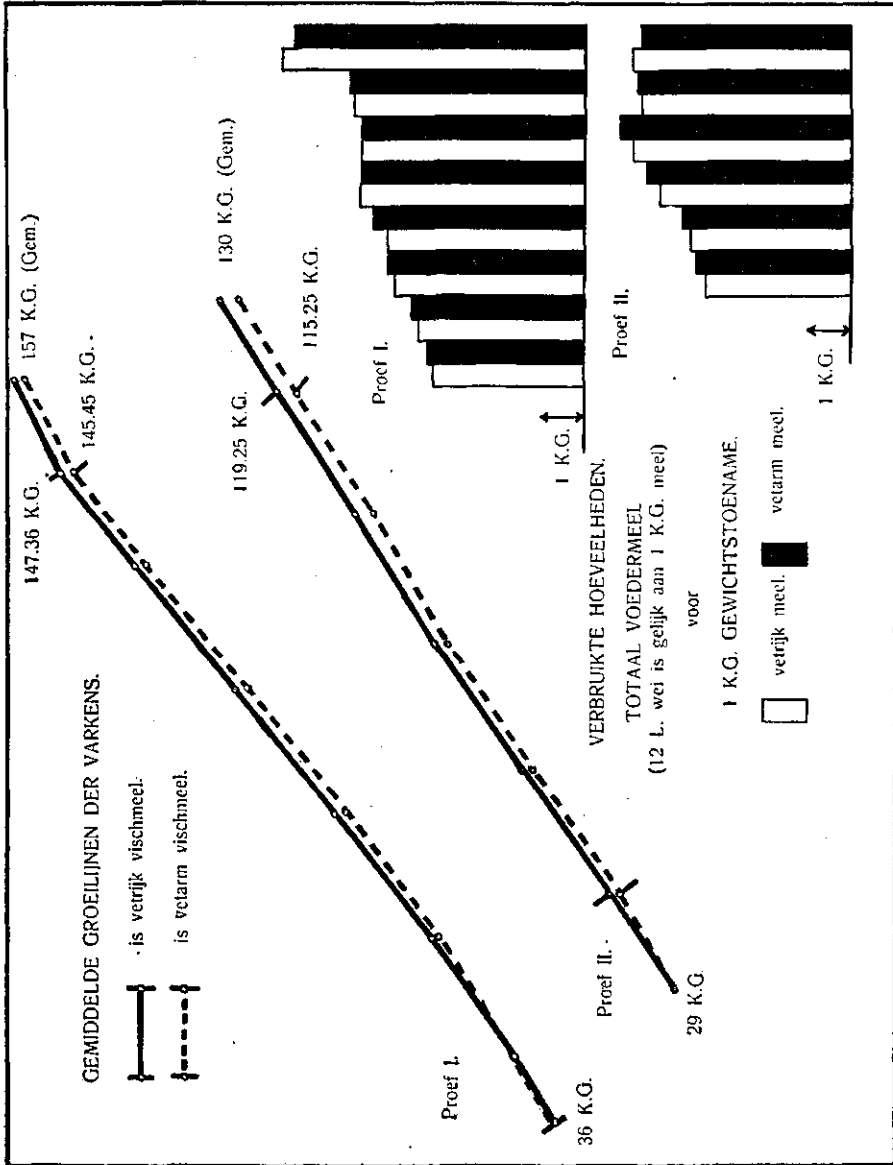 GEMIDDELDE GROEILIJNEN DER VARKENS.
· is vetrijk vischmeel.
is vetarm vischmeel.
147.36 K.G.
157 K.G. (Gem.)
145.45 K.G.
Proef I.
36 K.G.
119.25 K.G.
130 K.G. (Gem.)
115.25 K.G.
Proef II.
29 K.G.
VERBRUIKTE HOEVEELHEDEN.
TOTAAL VOEDERMEEL
(12 L. wei is gelijk aan 1 K.G. meel)
voor
1 K.G. GEWICHTSTOENAME.
vetrijk meel.
vetarm meel.
Proef I.
1 K.G.
Proef II.
1 K.G.